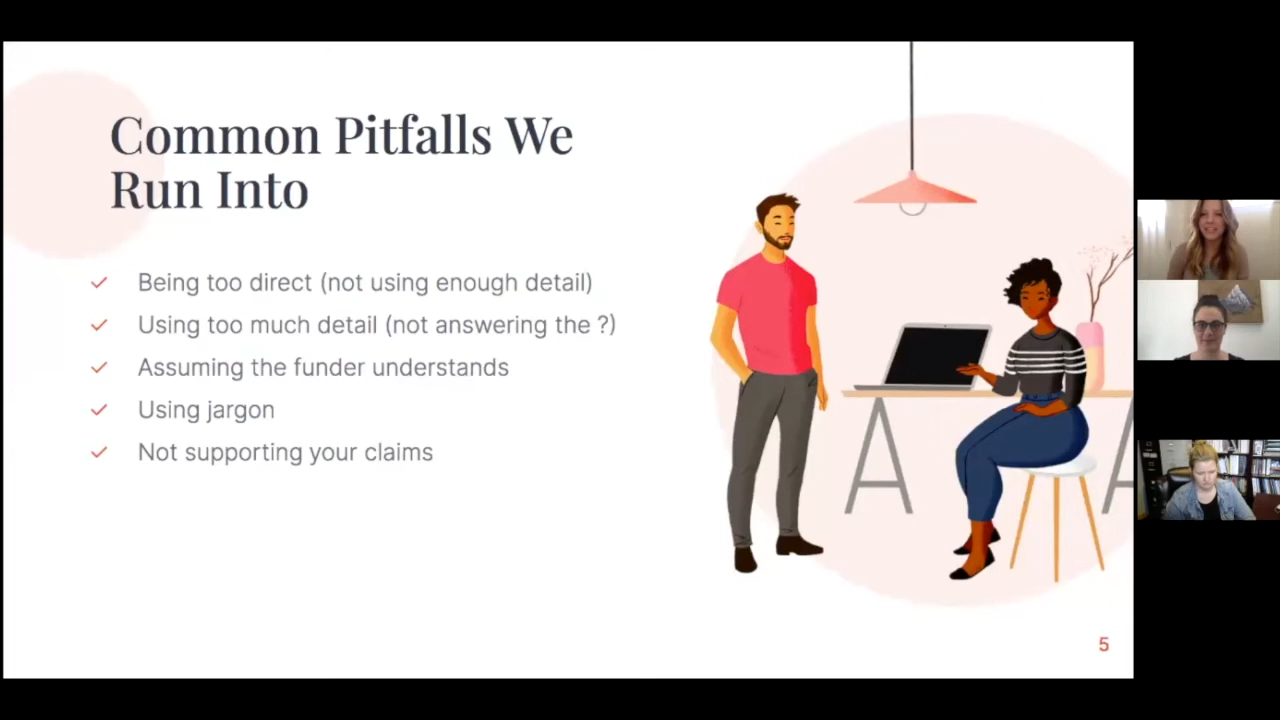 Common Pitfalls We
Run Into
Being too direct (not using enough detail)
Using too much detail (not answering the ?)
Assuming the funder understands
Using jargon
Not supporting your claims
5